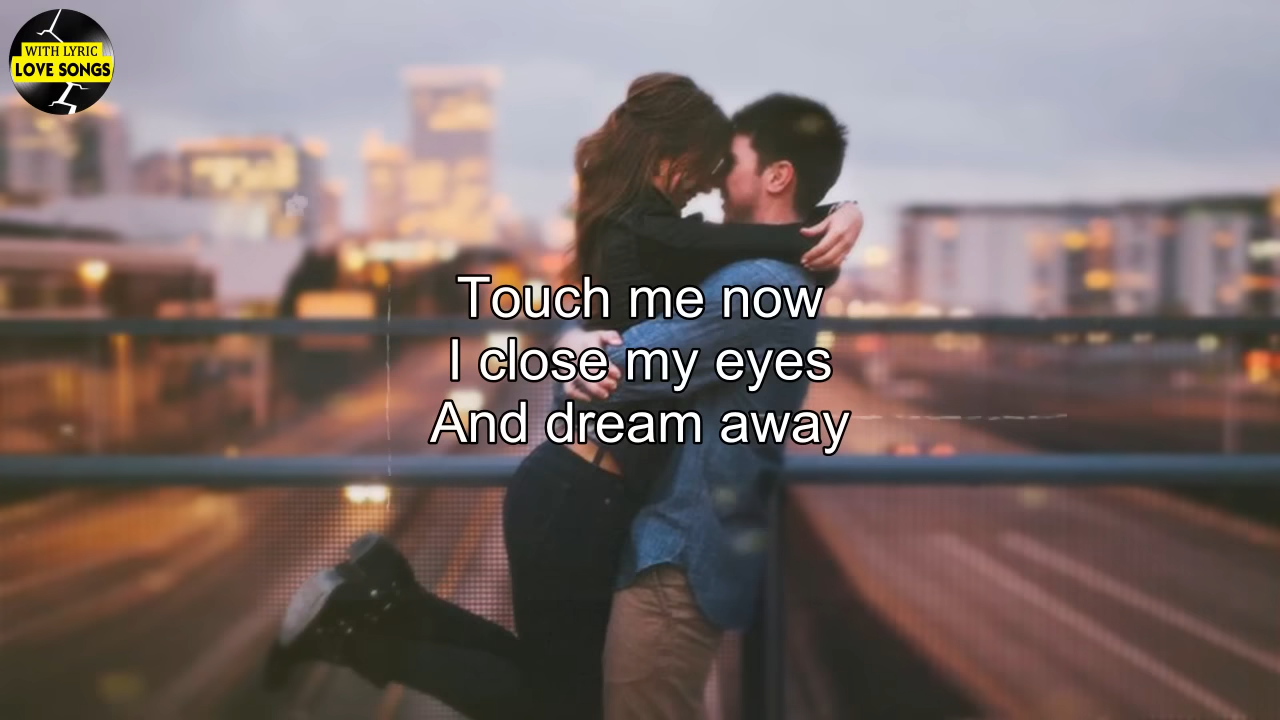 WITH LYRIC
LOVE SONGS
Touch me now
I close my eyes
And dream away